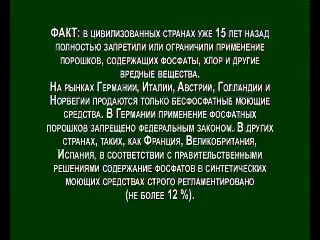 ФАКТ: В ЦИВИЛИЗОВАННЫХ СТРАНАХ УЖЕ 15 ЛЕТ НАЗАД
ПОЛНОСТЬЮ ЗАПРЕТИЛИ ИЛИ ОГРАНИЧИЛИ ПРИМЕНЕНИЕ
ПОРОШКОВ, СОДЕРЖАЩИХ ФОСФАТЫ, ХЛОР И ДРУГИЕ
ВРЕДНЫЕ ВЕЩЕСТВА.
НА РЫНКАХ ГЕРМАНИИ, ИТАЛИИ, АВСТРИИ, ГОЛЛАНДИИ И
НОРВЕГИИ ПРОДАЮТСЯ ТОЛЬКО БЕСФОСФАТНЫЕ МОЮЩИЕ
СРЕДСТВА. В ГЕРМАНИИ ПРИМЕНЕНИЕ ФОСФАТНЫХ
ПОРОШКОВ ЗАПРЕЩЕНО ФЕДЕРАЛЬНЫМ ЗАКОНОМ. В ДРУГИХ
СТРАНАХ, ТАКИХ, КАК ФРАНЦИЯ, ВЕЛИКОБРИТАНИЯ,
ИСПАНИЯ, В СООТВЕТСТВИИ С ПРАВИТЕЛЬСТВЕННЫМИ
РЕШЕНИЯМИ СОДЕРЖАНИЕ ФОСФАТОВ В СИНТЕТИЧЕСКИХ
МОЮЩИХ СРЕДСТВАХ СТРОГО РЕГЛАМЕНТИРОВАНО
(НЕ БОЛЕЕ 12 %).